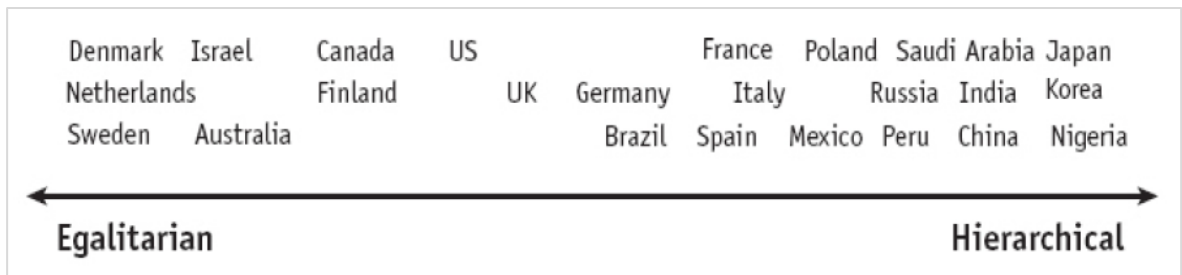 Denmark Israel Canada US France Poland Saudi Arabia Japan
Netherlands Finland UK Germany Italy Russia India Korea
Sweden Australia Brazil Spain Mexico Peru China Nigeria
Egalitarian Hierarchical